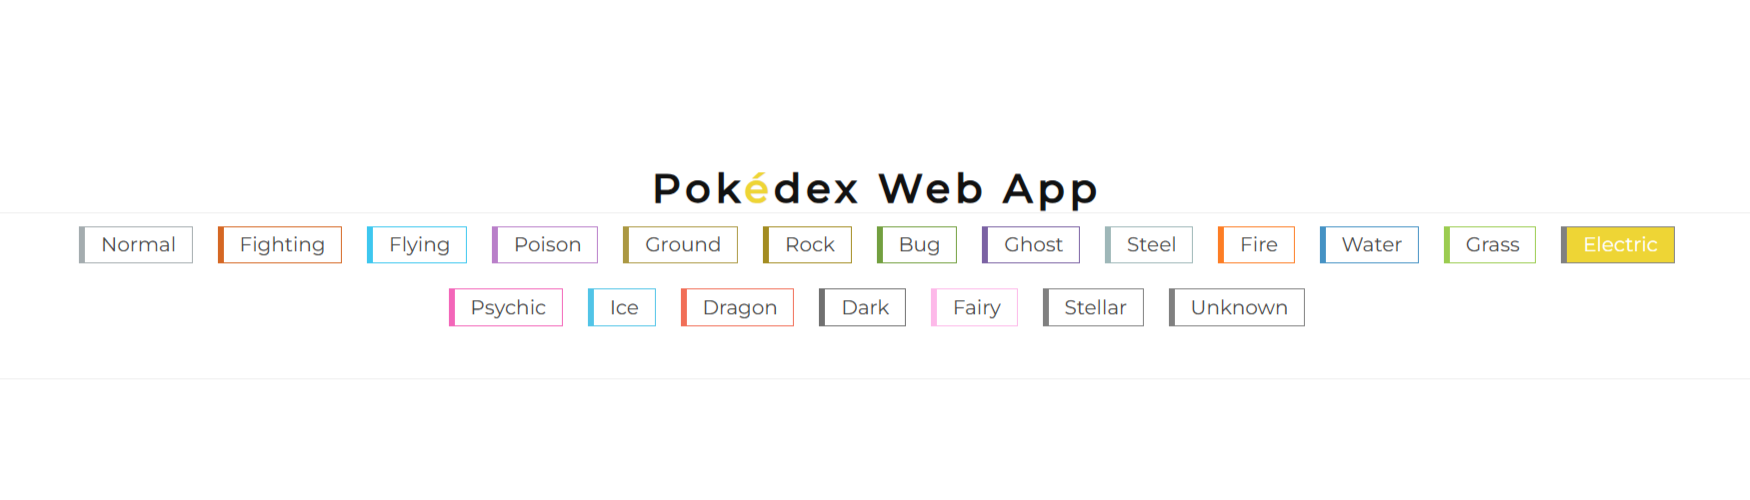 Pokédex Web App
Normal Fighting Flying Poison Ground Rock Bug Ghost Steel Fire Water Grass Electric
Psychic Ice Dragon Dark Fairy Stellar Unknown